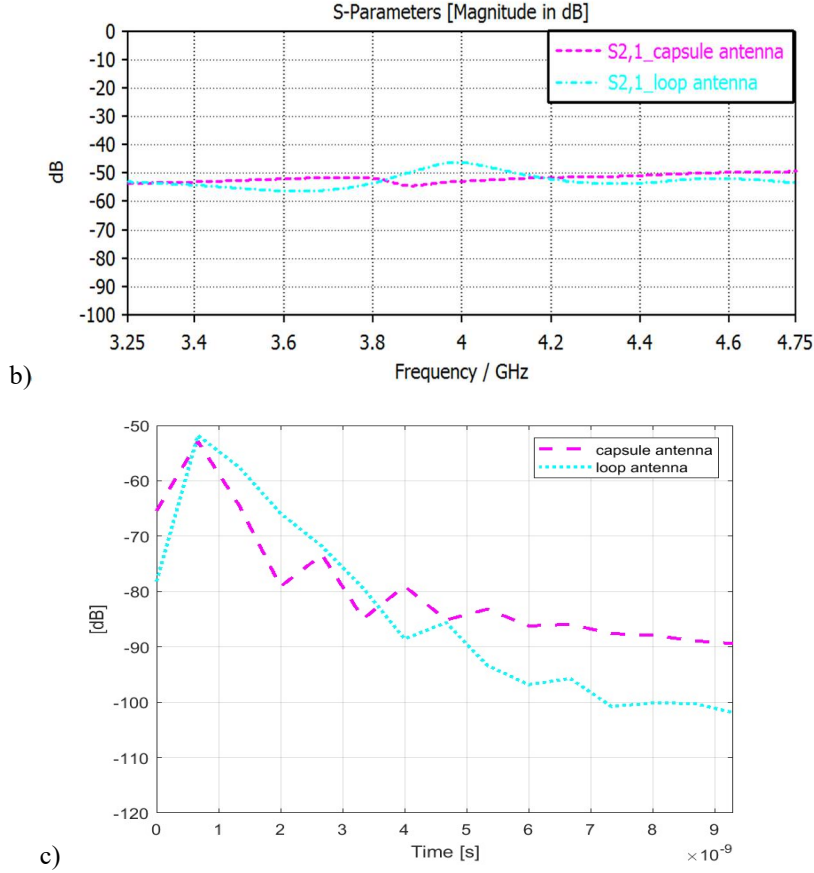 S-Parameters [Magnitude in dB]
0
-10
-20
-30
-40
-50
-60
-70
-80
-90
-100
dB
S2,1_capsule antenna
S2,1_loop antenna
3.25 3.4 3.6 3.8 4 4.2 4.4 4.6 4.75
Frequency / GHz
b)
-50
-60
-70
-80
-90
-100
-110
-120
[dB]
capsule antenna
loop antenna
0 1 2 3 4 5 6 7 8 9
Time [s]
×10⁻⁹
c)